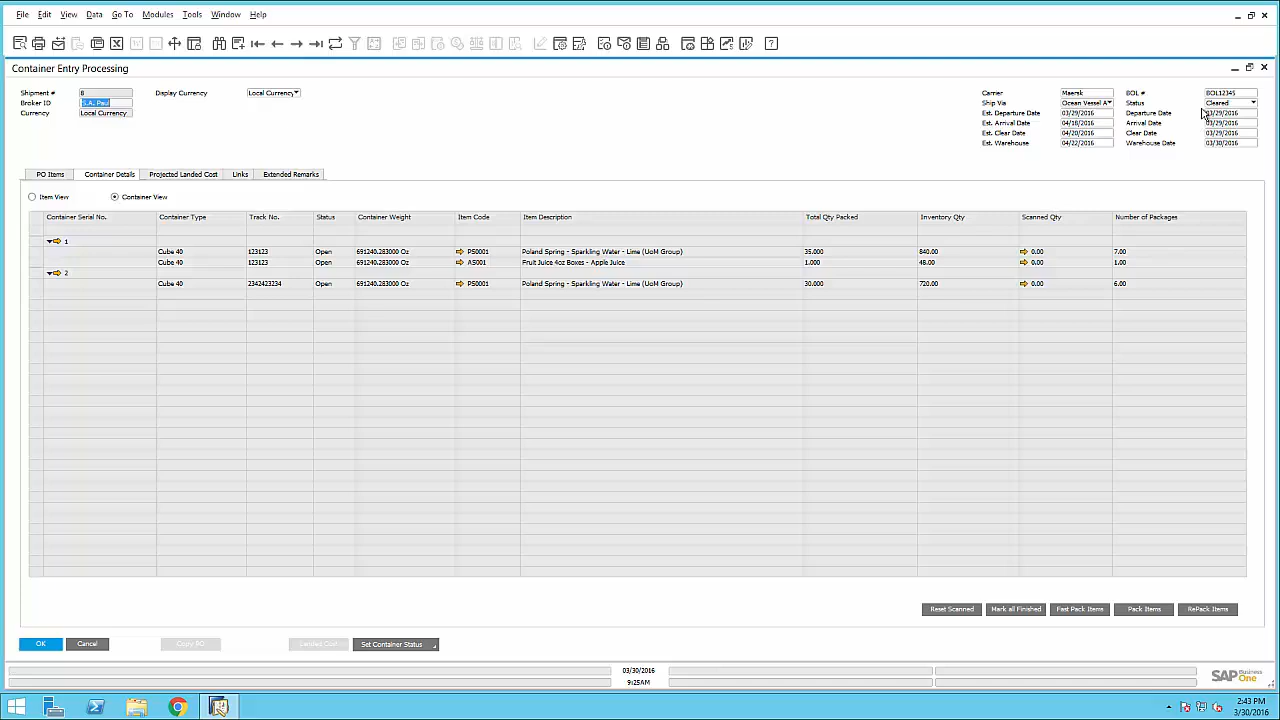 File Edit View Data Go To Modules Tools Window Help
Container Entry Processing
Shipment # 8 Display Currency Local Currency Carrier Maersk BOL # BOL12345
Broker ID S.A. Paul Ship Via Ocean Vessel A Status Cleared
Currency Local Currency Est. Departure Date 03/29/2016 Departure Date 03/29/2016
Est. Arrival Date 04/18/2016 Arrival Date 03/29/2016
Est. Clear Date 04/20/2016 Clear Date 03/29/2016
Est. Warehouse 04/22/2016 Warehouse Date 03/30/2016
PO Items Container Details Projected Landed Cost Links Extended Remarks
Item View Container View
Container Serial No. Container Type Track No. Status Container Weight Item Code Item Description Total Qty Packed Inventory Qty Scanned Qty Number of Packages
1
Cube 40 123123 Open 691240.283000 Oz PS0001 Poland Spring - Sparkling Water - Lime (UoM Group) 35.000 840.00 0.00 7.00
Cube 40 123123 Open 691240.283000 Oz AS001 Fruit Juice 4oz Boxes - Apple Juice 1.000 48.00 0.00 1.00
2
Cube 40 2342423234 Open 691240.283000 Oz PS0001 Poland Spring - Sparkling Water - Lime (UoM Group) 30.000 720.00 0.00 6.00
Reset Scanned Mark all Finished Fast Pack Items Pack Items RePack Items
OK Cancel Copy PO Landed Cost Set Container Status
03/30/2016
9:25AM
SAP Business One
2:43 PM
3/30/2016